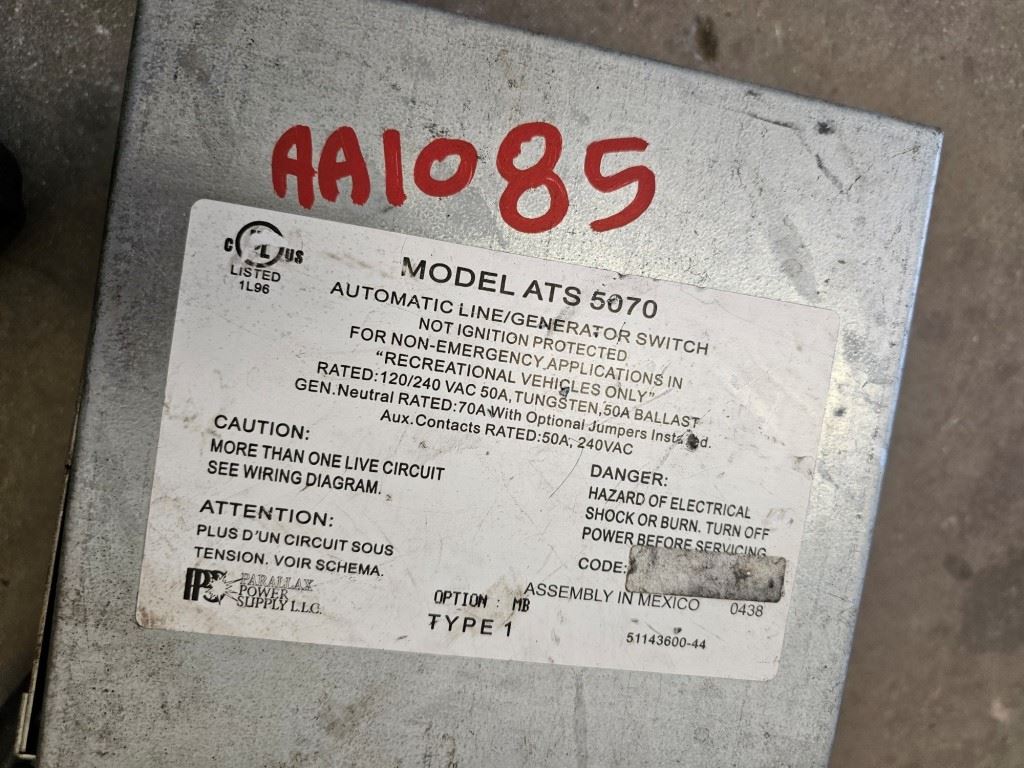 AA1085
C UL US
LISTED
1L96
MODEL ATS 5070
AUTOMATIC LINE/GENERATOR SWITCH
NOT IGNITION PROTECTED
FOR NON-EMERGENCY APPLICATIONS IN
"RECREATIONAL VEHICLES ONLY"
RATED:120/240 VAC 50A, TUNGSTEN,50A BALLAST
GEN.Neutral RATED:70A With Optional Jumpers Installed.
Aux.Contacts RATED:50A, 240VAC
CAUTION:
MORE THAN ONE LIVE CIRCUIT
SEE WIRING DIAGRAM.
ATTENTION:
PLUS D'UN CIRCUIT SOUS
TENSION. VOIR SCHEMA.
DANGER:
HAZARD OF ELECTRICAL
SHOCK OR BURN. TURN OFF
POWER BEFORE SERVICING
CODE:
PPS PARALLAX
POWER
SUPPLY L.L.C.
OPTION : MB
TYPE 1
ASSEMBLY IN MEXICO 0438
51143600-44